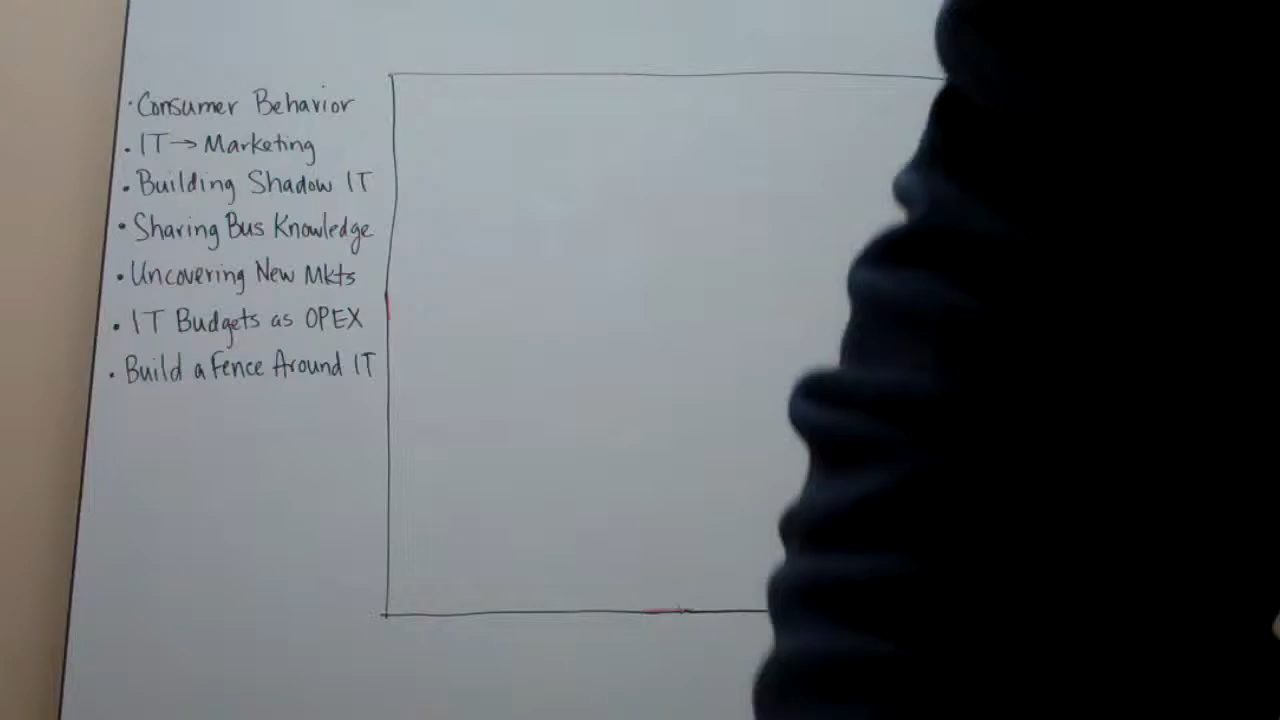 · Consumer Behavior
· IT → Marketing
· Building Shadow IT
· Sharing Bus Knowledge
· Uncovering New Mkts
· IT Budgets as OPEX
· Build a Fence Around IT